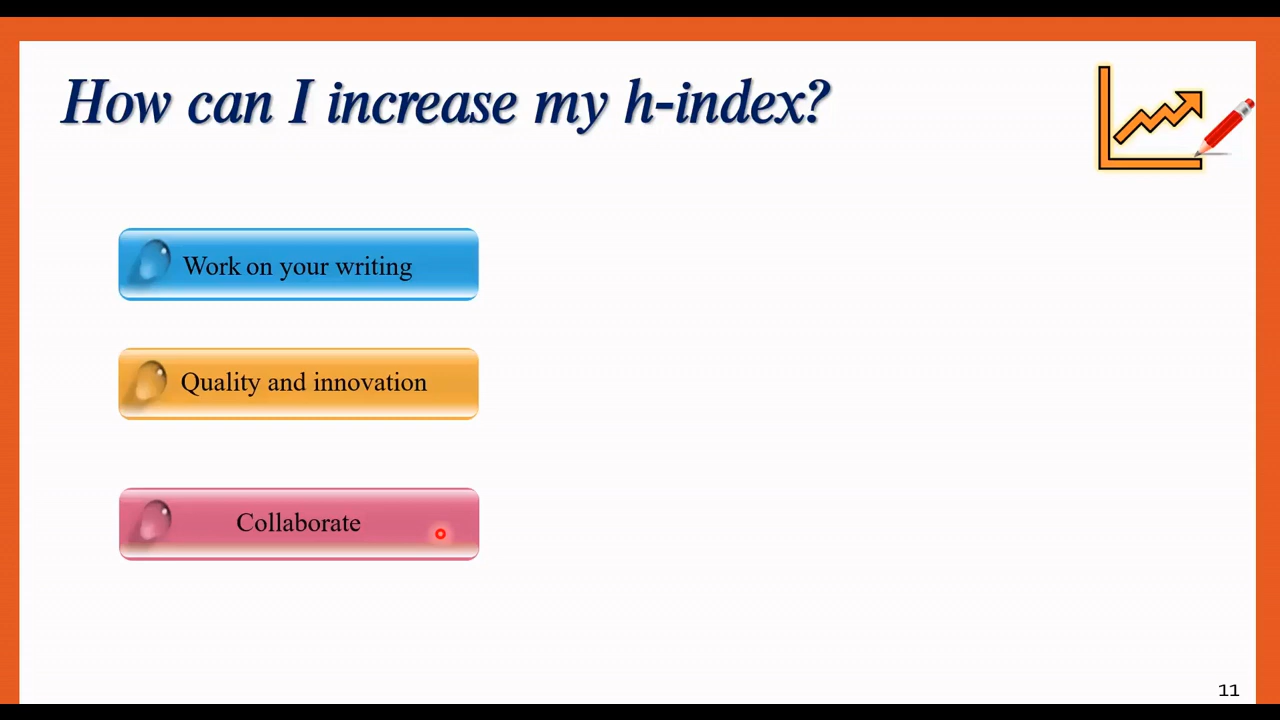 How can I increase my h-index?
Work on your writing
Quality and innovation
Collaborate
11